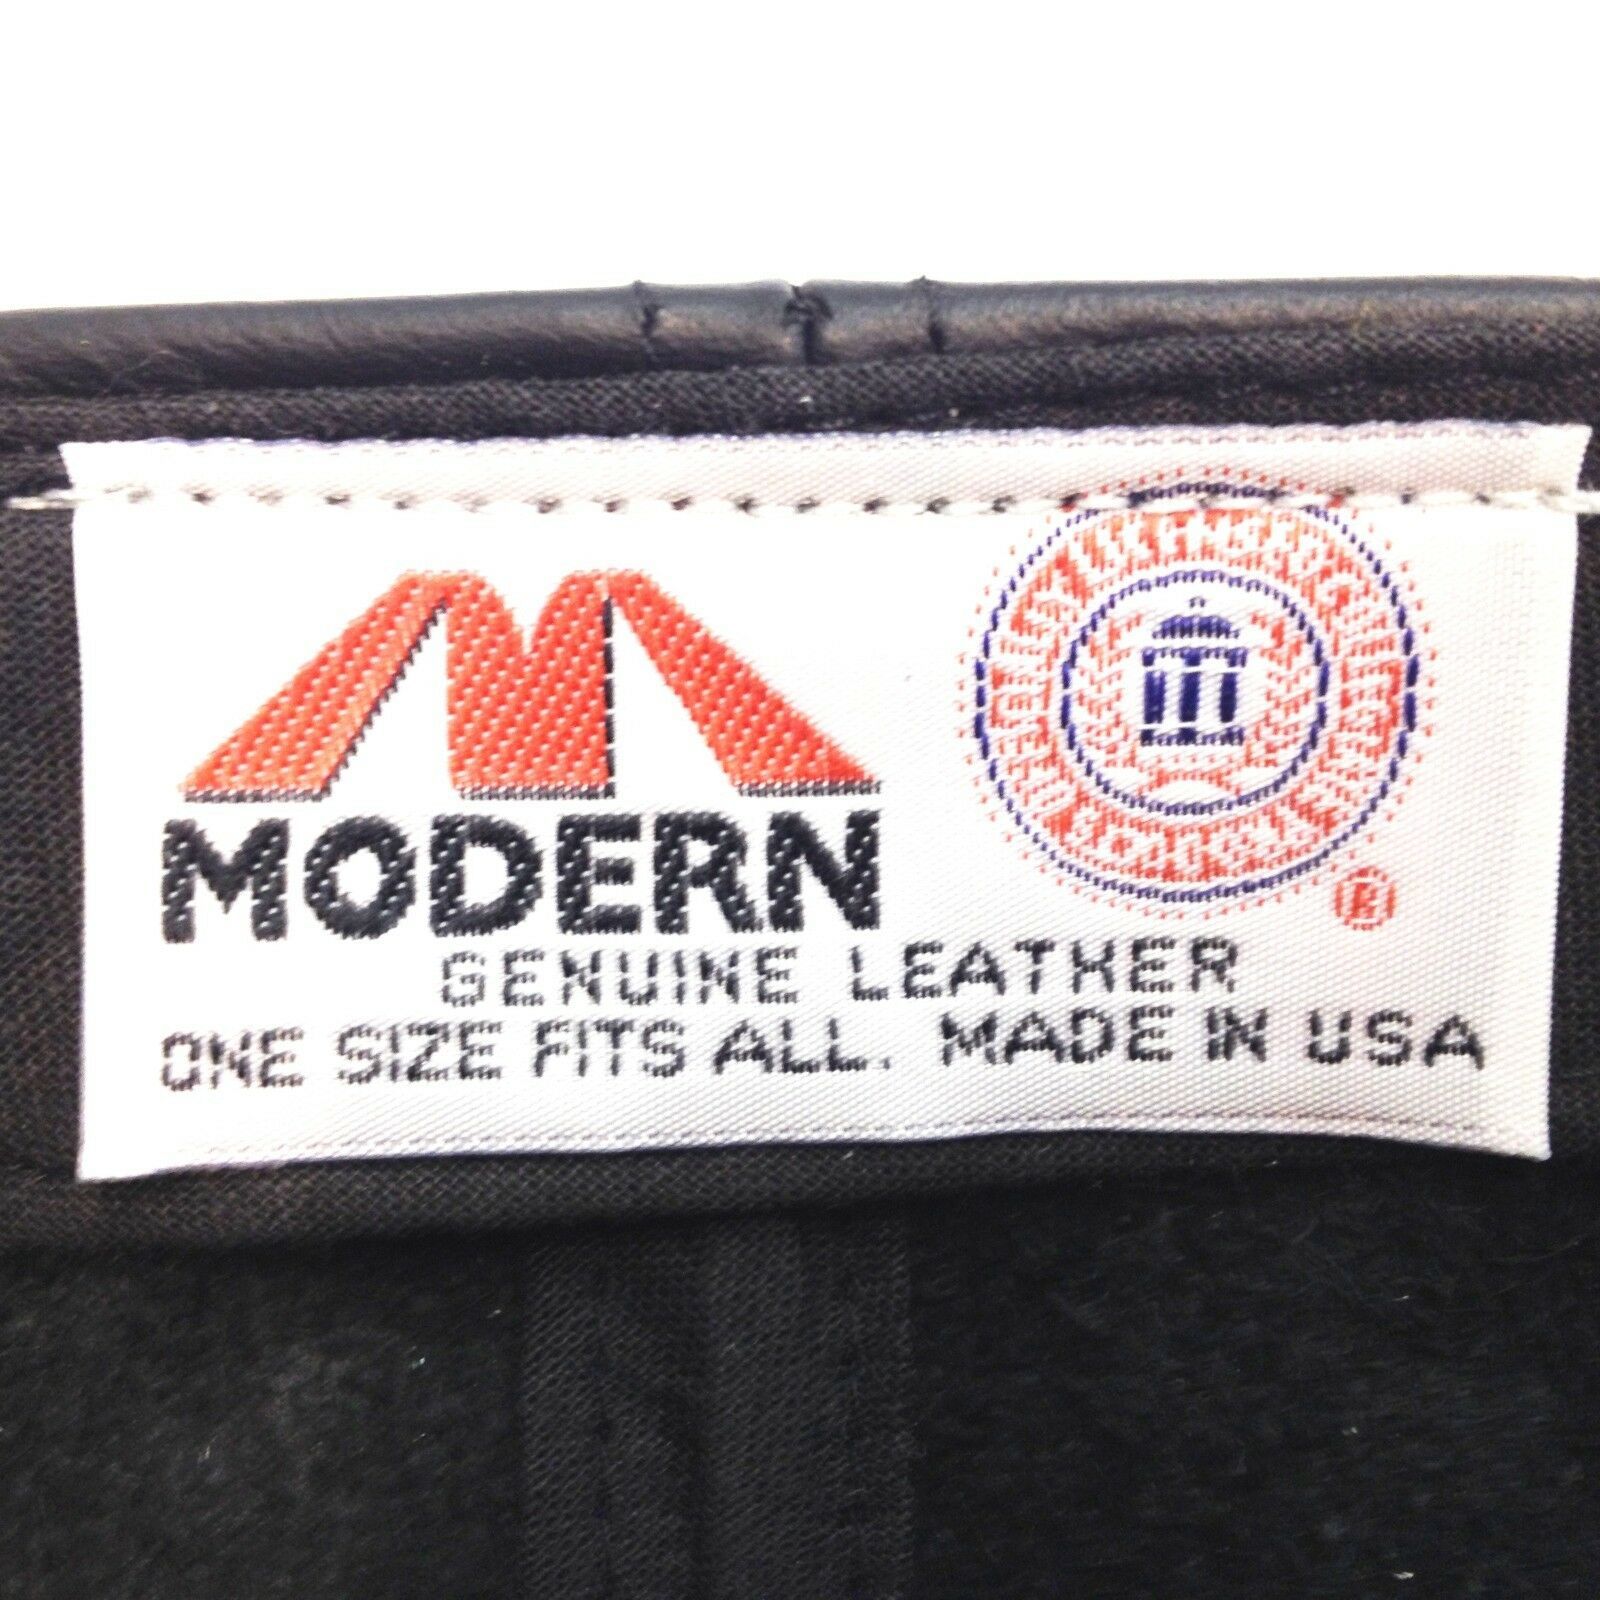 MODERN
®
GENUINE LEATHER
ONE SIZE FITS ALL. MADE IN USA